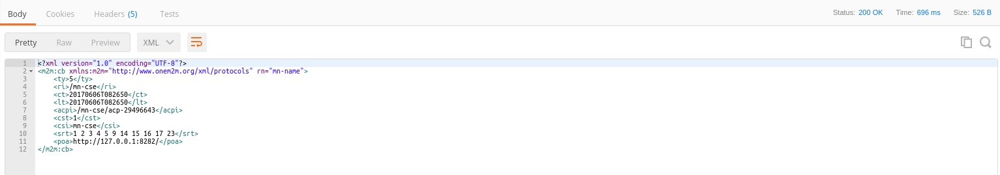 Body Cookies Headers (5) Tests Status: 200 OK Time: 696 ms Size: 526 B
Pretty Raw Preview XML
1 <?xml version="1.0" encoding="UTF-8"?>
2 <m2m:cb xmlns:m2m="http://www.onem2m.org/xml/protocols" rn="mn-name">
3 <ty>5</ty>
4 <ri>/mn-cse</ri>
5 <ct>20170606T082650</ct>
6 <lt>20170606T082650</lt>
7 <acpi>/mn-cse/acp-29496643</acpi>
8 <cst>1</cst>
9 <csi>mn-cse</csi>
10 <srt>1 2 3 4 5 9 14 15 16 17 23</srt>
11 <poa>http://127.0.0.1:8282/</poa>
12 </m2m:cb>